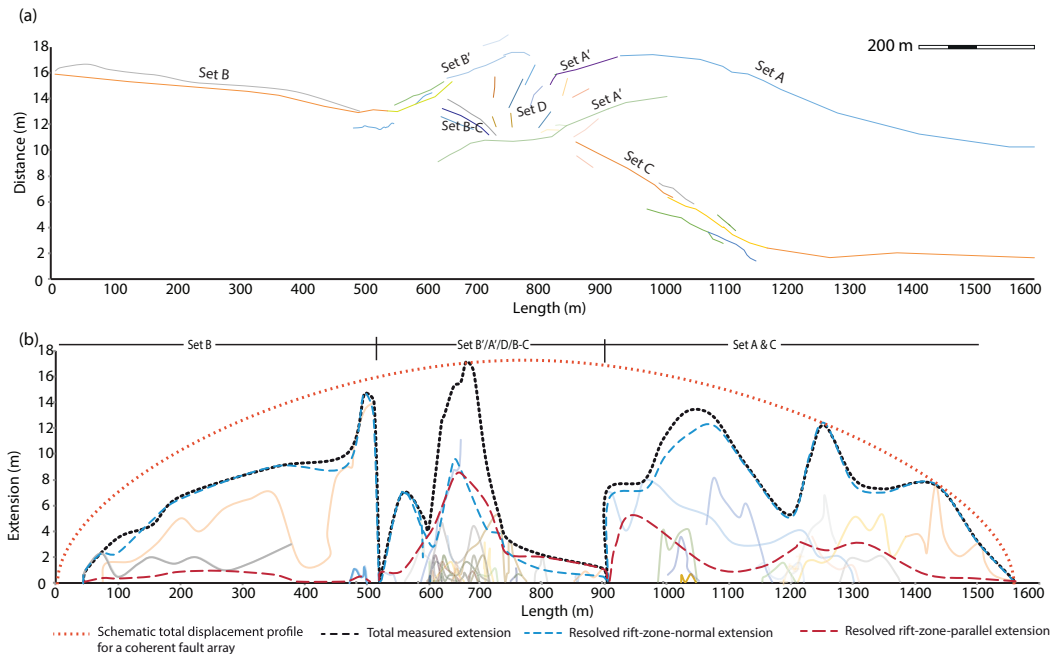 (a)
200 m
Distance (m)
18
16
14
12
10
8
6
4
2
0
Set B
Set B'
Set A'
Set A
Set A'
Set D
Set B-C
Set C
0 100 200 300 400 500 600 700 800 900 1000 1100 1200 1300 1400 1500 1600
Length (m)
(b)
Set B Set B'/A'/D/B-C Set A & C
Extension (m)
18
16
14
12
10
8
6
4
2
0
0 100 200 300 400 500 600 700 800 900 1000 1100 1200 1300 1400 1500 1600
Length (m)
Schematic total displacement profile
for a coherent fault array
Total measured extension
Resolved rift-zone-normal extension
Resolved rift-zone-parallel extension